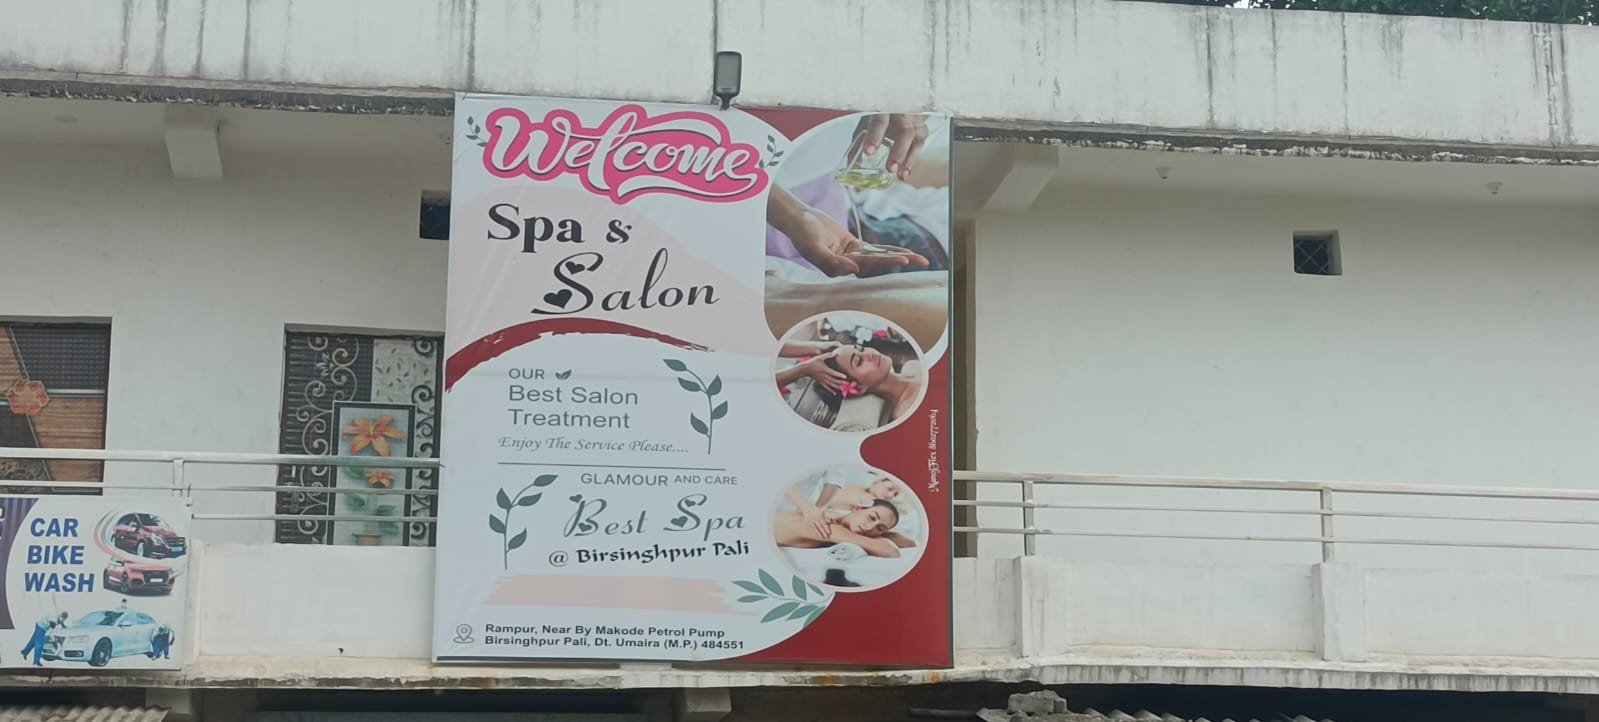 Welcome
Spa &
Salon
OUR
Best Salon
Treatment
Enjoy The Service Please....
GLAMOUR AND CARE
Best Spa
@ Birsinghpur Pali
Rampur, Near By Makode Petrol Pump
Birsinghpur Pali, Dt. Umaira (M.P.) 484551
CAR
BIKE
WASH